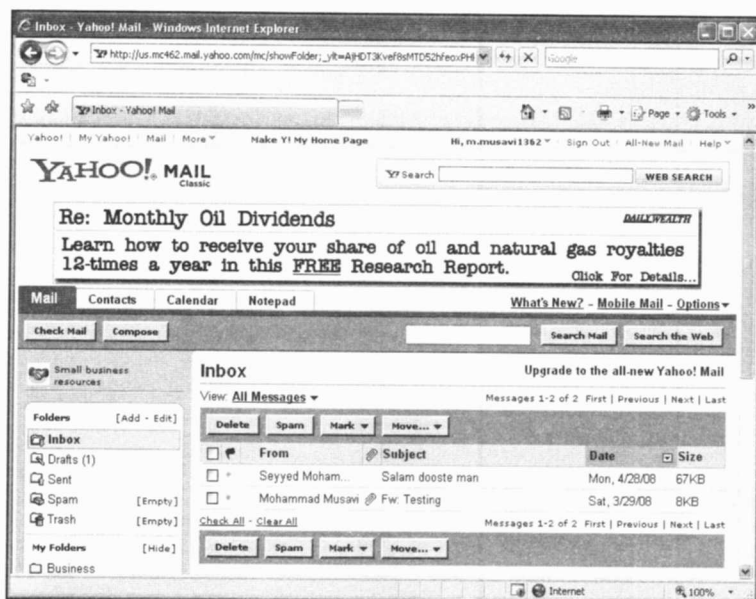 Inbox - Yahoo! Mail - Windows Internet Explorer
http://us.mc462.mail.yahoo.com/mc/showFolder;_ylt=AjHDT3Kvef8sMTD52hfeoxPHI
Google
Inbox - Yahoo! Mail
Page
Tools
Yahoo! My Yahoo! Mail More Make Y! My Home Page Hi, m.musavi1362 Sign Out All-New Mail Help
YAHOO! MAIL
Classic
Y! Search WEB SEARCH
Re: Monthly Oil Dividends DAILY WEALTH
Learn how to receive your share of oil and natural gas royalties
12-times a year in this FREE Research Report.
Click For Details...
Mail Contacts Calendar Notepad What's New? - Mobile Mail - Options
Check Mail Compose Search Mail Search the Web
Small business
resources
Inbox Upgrade to the all-new Yahoo! Mail
View: All Messages Messages 1-2 of 2 First | Previous | Next | Last
Folders [Add - Edit]
Delete Spam Mark Move...
Inbox
From Subject Date Size
Drafts (1)
Seyyed Moham... Salam dooste man Mon, 4/28/08 67KB
Sent
Spam [Empty]
Mohammad Musavi Fw: Testing Sat, 3/29/08 8KB
Trash [Empty]
Check All - Clear All Messages 1-2 of 2 First | Previous | Next | Last
My Folders [Hide]
Delete Spam Mark Move...
Business
Internet 100%